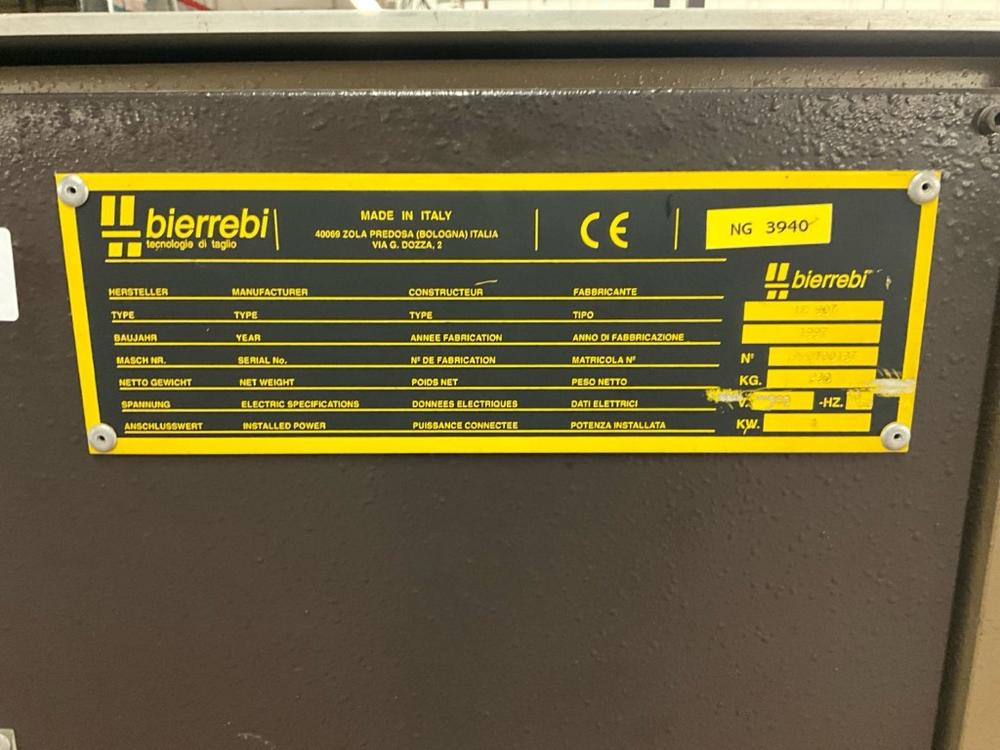 bierrebi
tecnologie di taglio
MADE IN ITALY
40069 ZOLA PREDOSA (BOLOGNA) ITALIA
VIA G. DOZZA, 2
CE
NG 3940
bierrebi
HERSTELLER MANUFACTURER CONSTRUCTEUR FABBRICANTE
TYPE TYPE TYPE TIPO
BAUJAHR YEAR ANNEE FABRICATION ANNO DI FABBRICAZIONE
MASCH NR. SERIAL No. Nº DE FABRICATION MATRICOLA Nº Nº
NETTO GEWICHT NET WEIGHT POIDS NET PESO NETTO KG.
SPANNUNG ELECTRIC SPECIFICATIONS DONNEES ELECTRIQUES DATI ELETTRICI V. -HZ.
ANSCHLUSSWERT INSTALLED POWER PUISSANCE CONNECTEE POTENZA INSTALLATA KW.